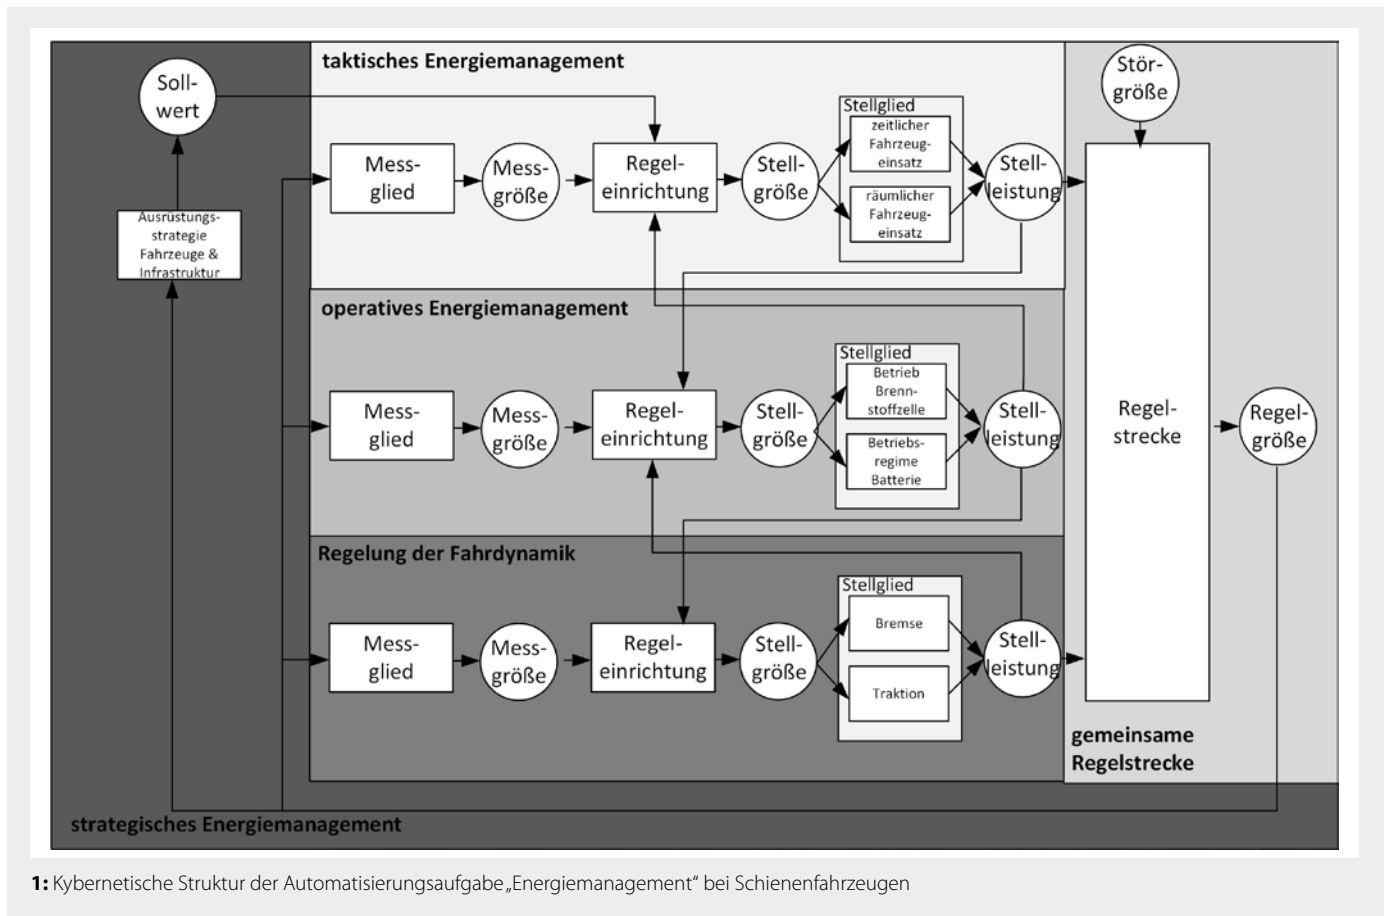 taktisches Energiemanagement
Soll-
wert
Stör-
größe
Stellglied
zeitlicher
Fahrzeug-
einsatz
räumlicher
Fahrzeug-
einsatz
Mess-
glied
Mess-
größe
Regel-
einrichtung
Stell-
größe
Stell-
leistung
Ausrüstungs-
strategie
Fahrzeuge &
Infrastruktur
operatives Energiemanagement
Stellglied
Betrieb
Brenn-
stoffzelle
Betriebs-
regime
Batterie
Mess-
glied
Mess-
größe
Regel-
einrichtung
Stell-
größe
Stell-
leistung
Regel-
strecke
Regel-
größe
Regelung der Fahrdynamik
Stellglied
Bremse
Traktion
Mess-
glied
Mess-
größe
Regel-
einrichtung
Stell-
größe
Stell-
leistung
gemeinsame
Regelstrecke
strategisches Energiemanagement
1: Kybernetische Struktur der Automatisierungsaufgabe „Energiemanagement“ bei Schienenfahrzeugen